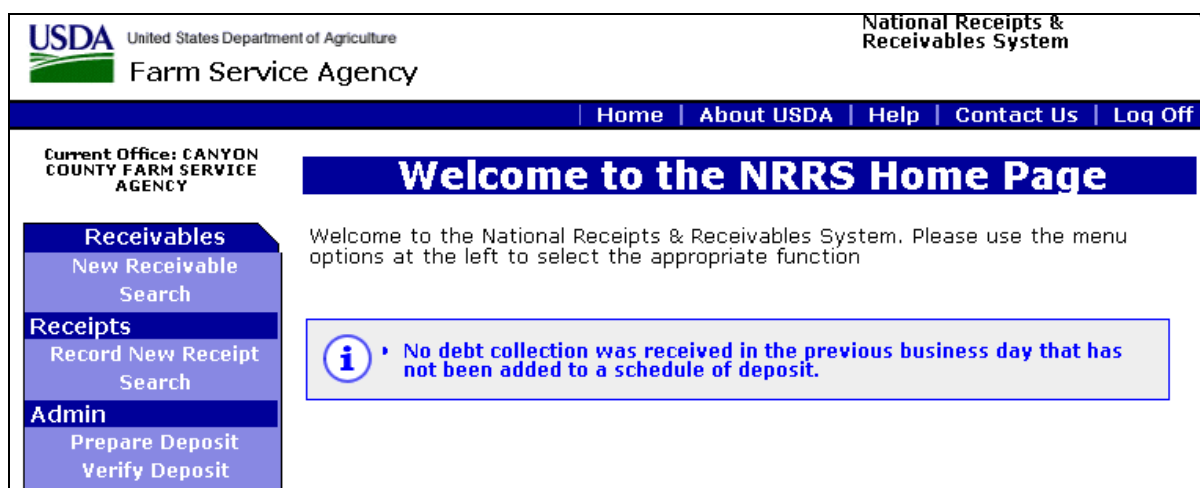 USDA United States Department of Agriculture
Farm Service Agency
National Receipts &
Receivables System
Home | About USDA | Help | Contact Us | Log Off
Current Office: CANYON
COUNTY FARM SERVICE
AGENCY
Welcome to the NRRS Home Page
Receivables
New Receivable
Search
Receipts
Record New Receipt
Search
Admin
Prepare Deposit
Verify Deposit
Welcome to the National Receipts & Receivables System. Please use the menu
options at the left to select the appropriate function
No debt collection was received in the previous business day that has
not been added to a schedule of deposit.